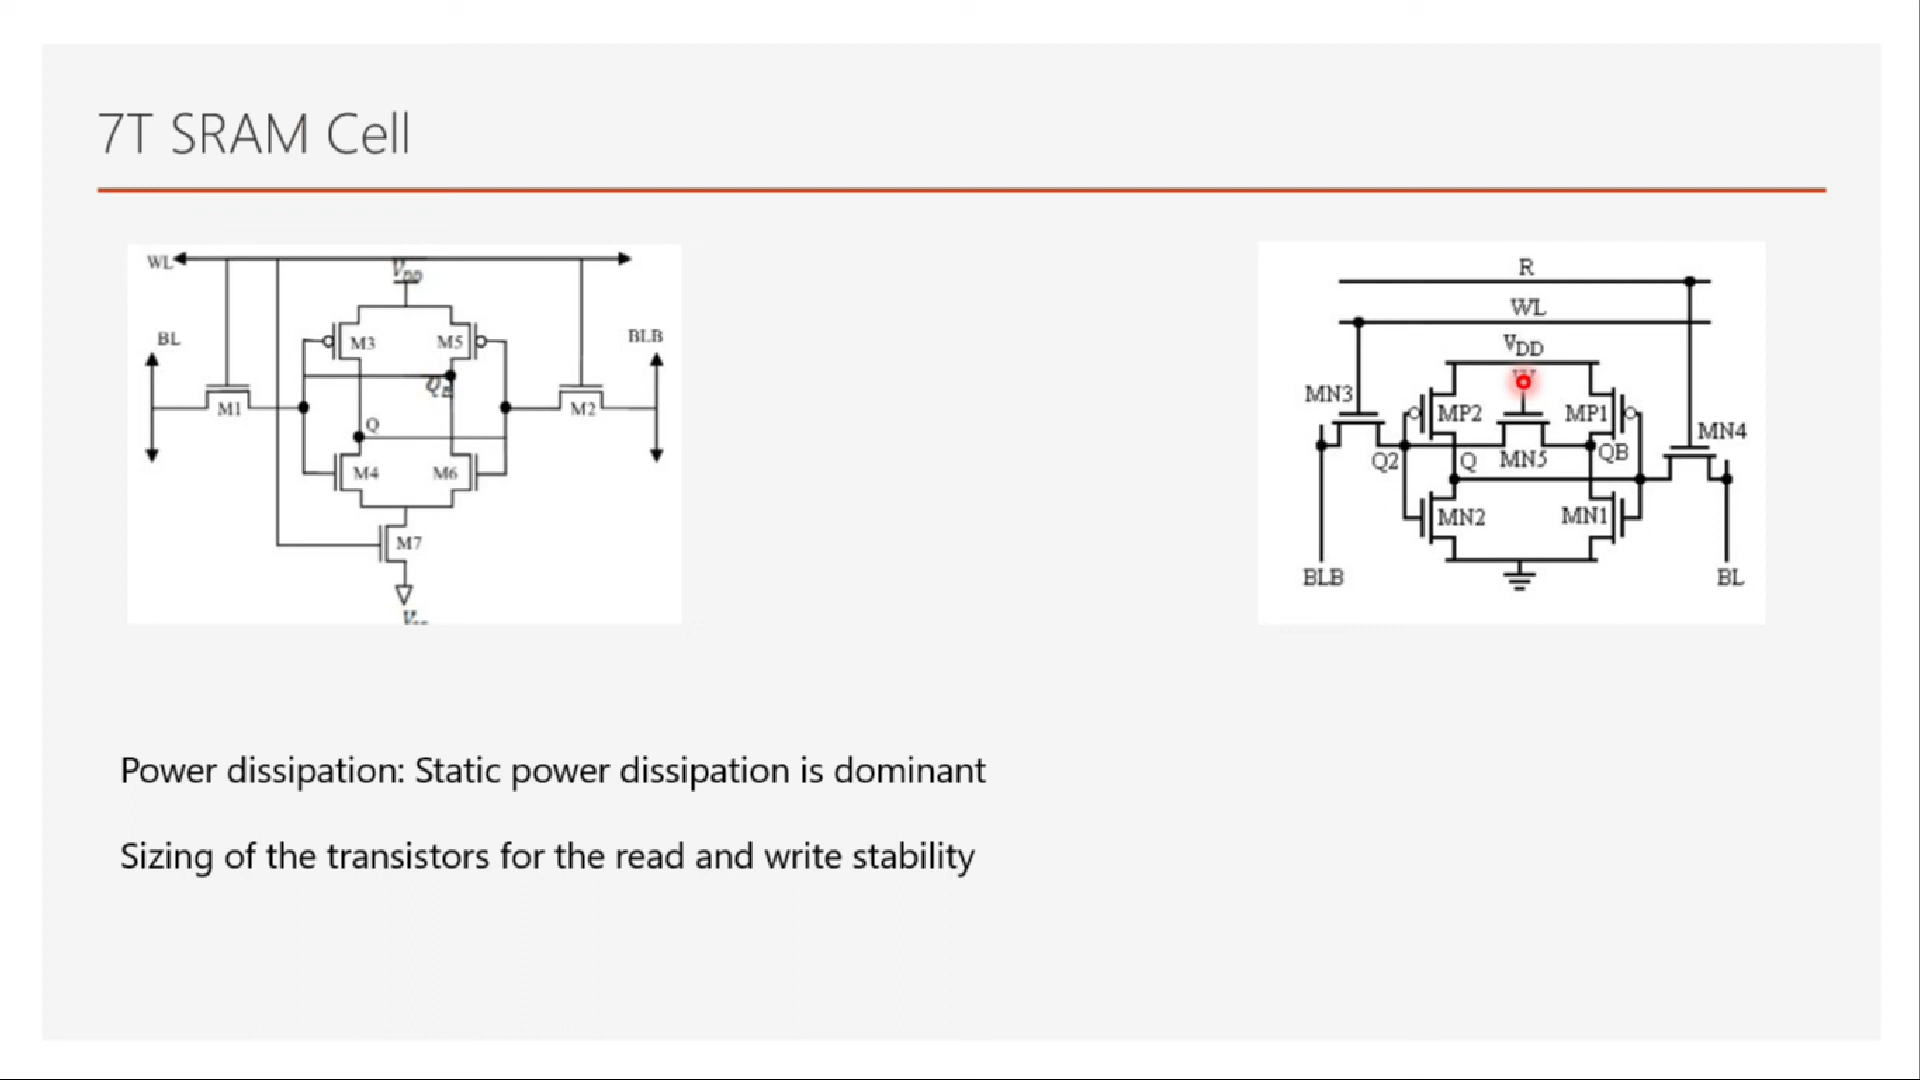 7T SRAM Cell
WL
VDD
BL
BLB
M3
M5
QB
M1
M2
Q
M4
M6
M7
R
WL
VDD
MN3
MP2
MP1
MN4
Q2
Q
MN5
QB
MN2
MN1
BLB
BL
Power dissipation: Static power dissipation is dominant
Sizing of the transistors for the read and write stability